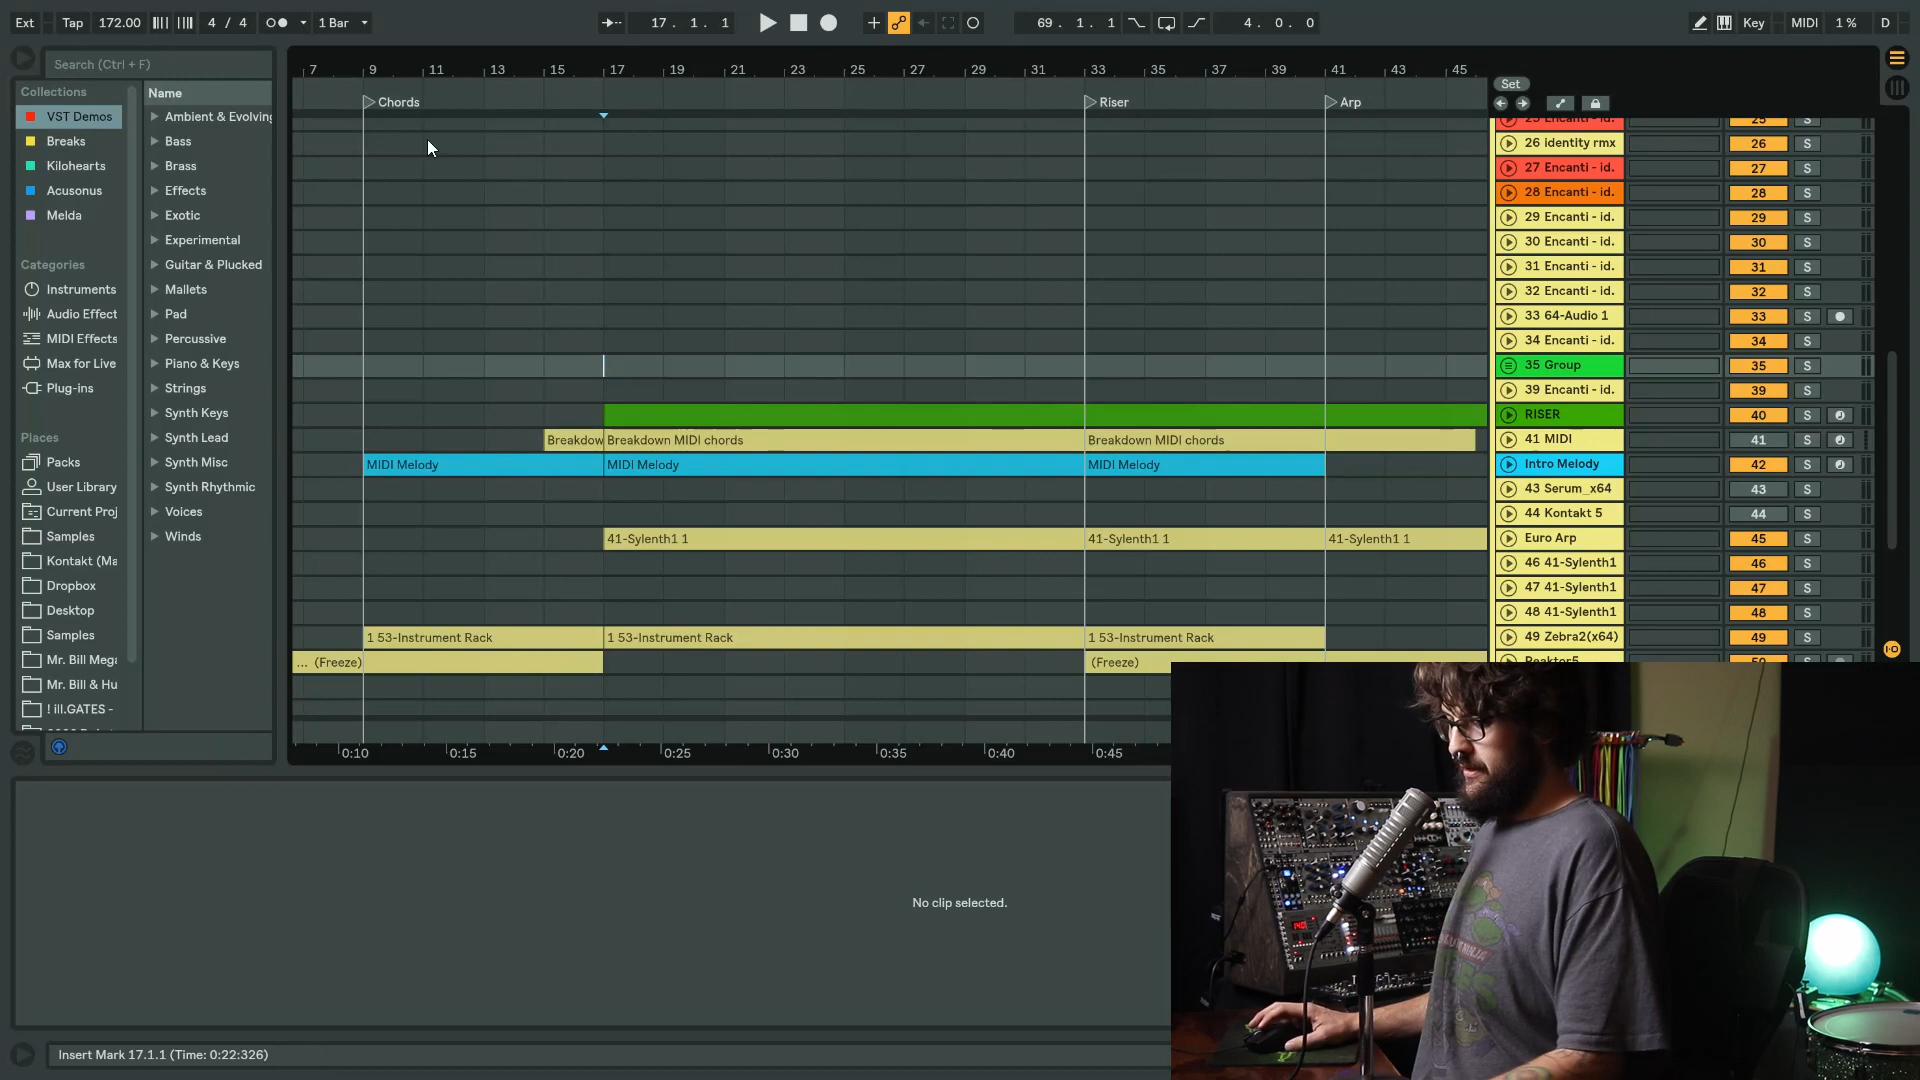 Ext Tap 172.00 4 / 4 1 Bar 17 . 1 . 1 69 . 1 . 1 4 . 0 . 0 Key MIDI 1 % D
Search (Ctrl + F)
Collections
VST Demos
Breaks
Kilohearts
Acusonus
Melda
Categories
Instruments
Audio Effect
MIDI Effects
Max for Live
Plug-ins
Places
Packs
User Library
Current Proj
Samples
Kontakt (Ma
Dropbox
Desktop
Samples
Mr. Bill Mega
Mr. Bill & Hu
! ill.GATES -
Name
Ambient & Evolving
Bass
Brass
Effects
Exotic
Experimental
Guitar & Plucked
Mallets
Pad
Percussive
Piano & Keys
Strings
Synth Keys
Synth Lead
Synth Misc
Synth Rhythmic
Voices
Winds
7 9 11 13 15 17 19 21 23 25 27 29 31 33 35 37 39 41 43 45
Chords Riser Arp
Breakdow Breakdown MIDI chords Breakdown MIDI chords
MIDI Melody MIDI Melody MIDI Melody
41-Sylenth1 1 41-Sylenth1 1 41-Sylenth1 1
1 53-Instrument Rack 1 53-Instrument Rack 1 53-Instrument Rack
... (Freeze) (Freeze)
0:10 0:15 0:20 0:25 0:30 0:35 0:40 0:45
Set
25 Encanti - id. 25 S
26 identity rmx 26 S
27 Encanti - id. 27 S
28 Encanti - id. 28 S
29 Encanti - id. 29 S
30 Encanti - id. 30 S
31 Encanti - id. 31 S
32 Encanti - id. 32 S
33 64-Audio 1 33 S
34 Encanti - id. 34 S
35 Group 35 S
39 Encanti - id. 39 S
RISER 40 S
41 MIDI 41 S
Intro Melody 42 S
43 Serum_x64 43 S
44 Kontakt 5 44 S
Euro Arp 45 S
46 41-Sylenth1 46 S
47 41-Sylenth1 47 S
48 41-Sylenth1 48 S
49 Zebra2(x64) 49 S
Reaktor5 50 S
No clip selected.
Insert Mark 17.1.1 (Time: 0:22:326)